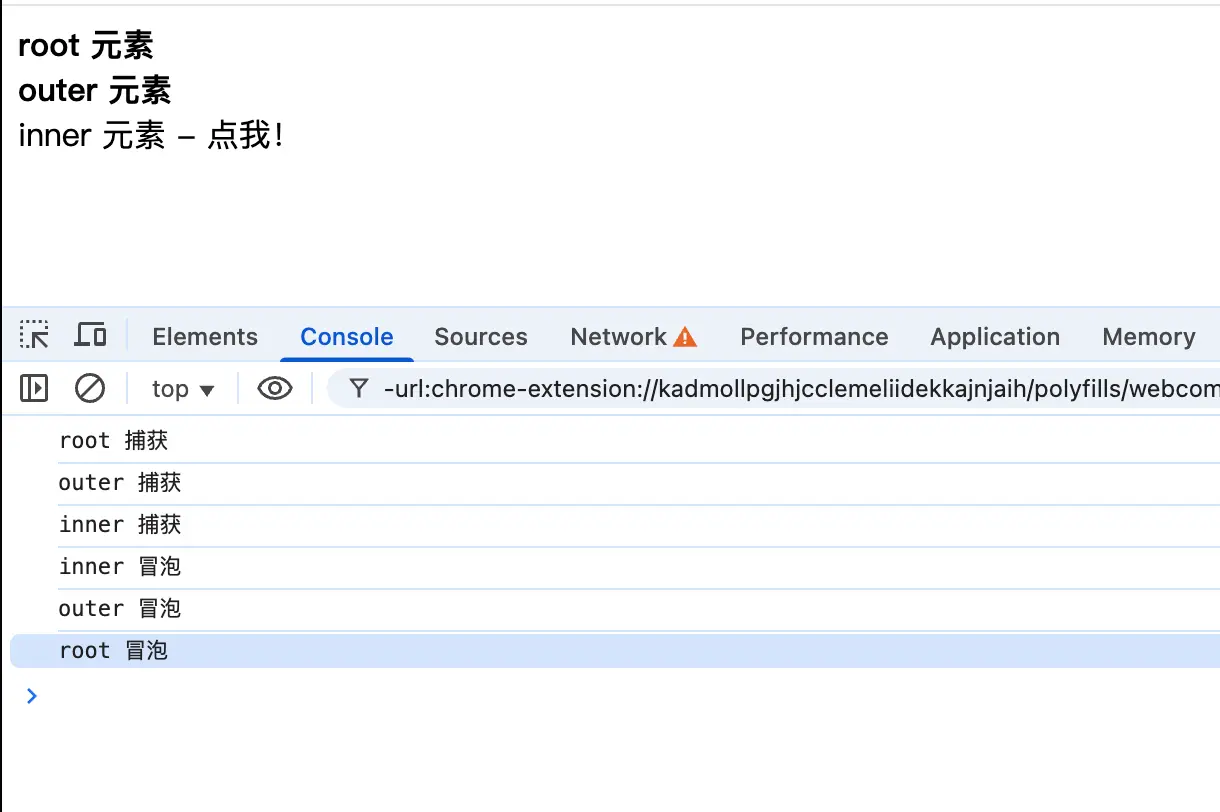 root 元素
outer 元素
inner 元素 – 点我！
Elements Console Sources Network Performance Application Memory
top -url:chrome-extension://kadmollpgjhjcclemeliidekkajnjaih/polyfills/webcom
root 捕获
outer 捕获
inner 捕获
inner 冒泡
outer 冒泡
root 冒泡